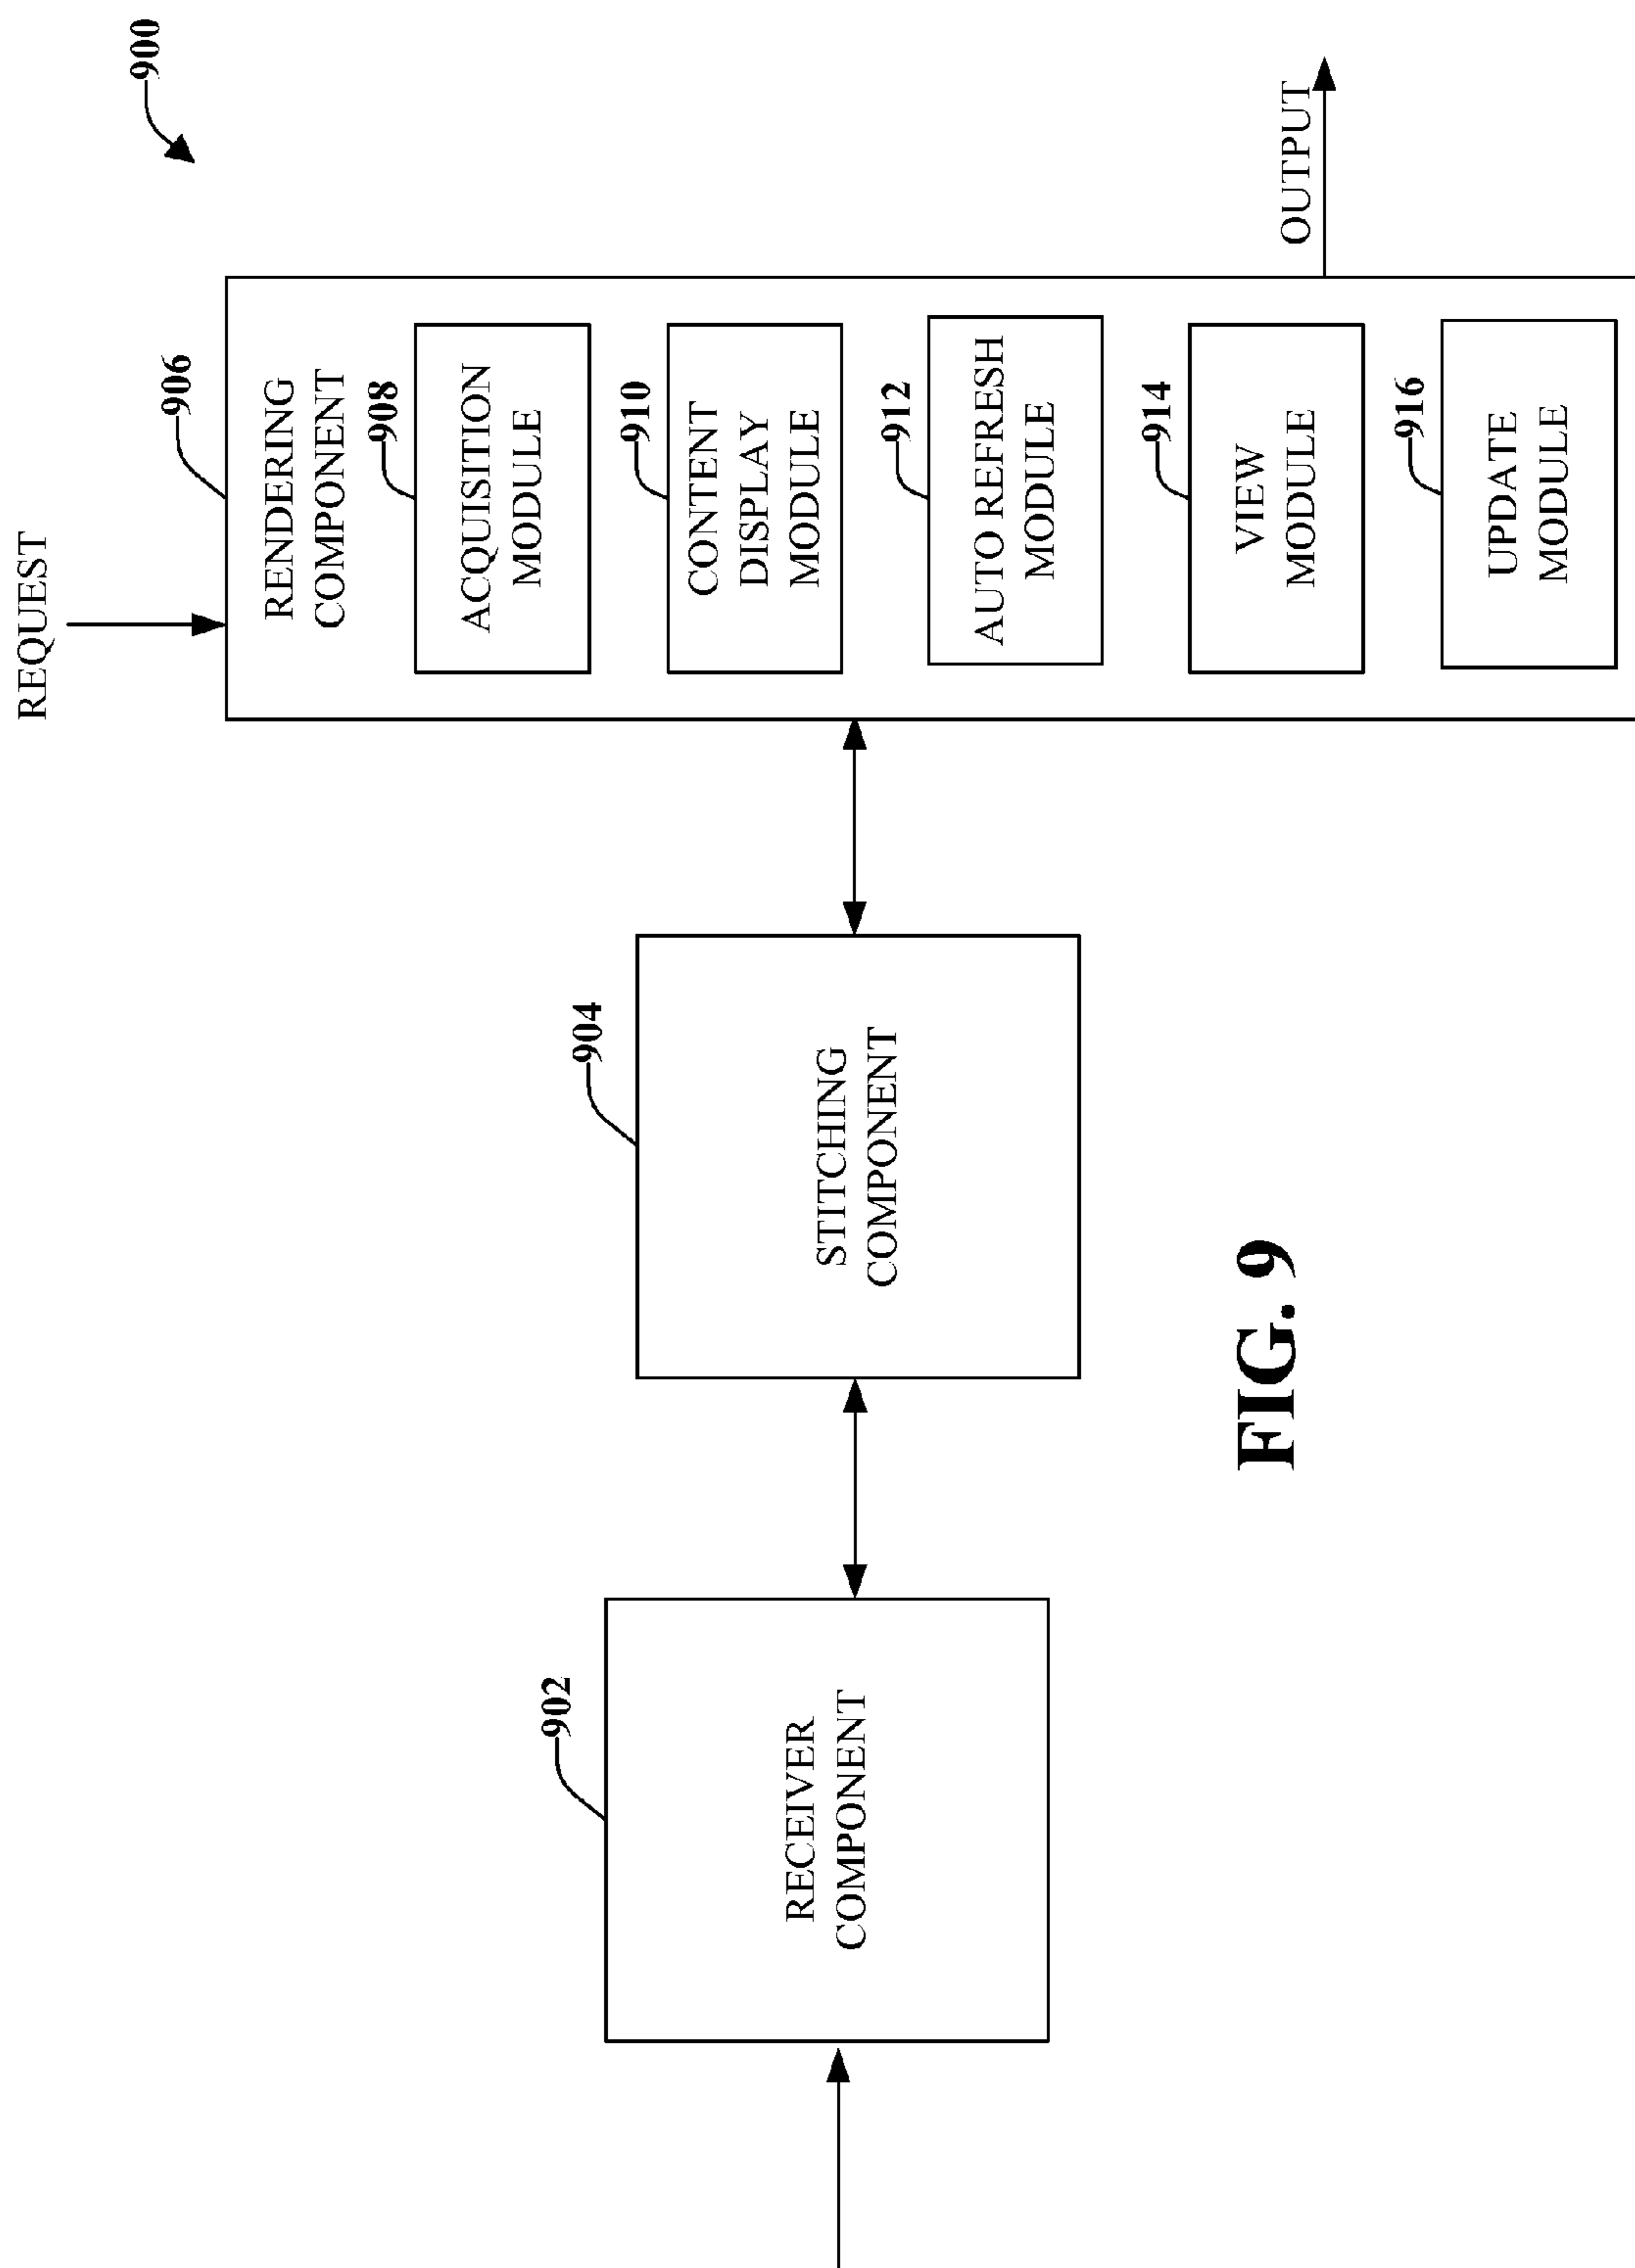 REQUEST
900
906
RENDERING
COMPONENT
908
ACQUISITION
MODULE
910
CONTENT
DISPLAY
MODULE
912
AUTO REFRESH
MODULE
914
VIEW
MODULE
916
UPDATE
MODULE
OUTPUT
904
STITCHING
COMPONENT
902
RECEIVER
COMPONENT
FIG. 9